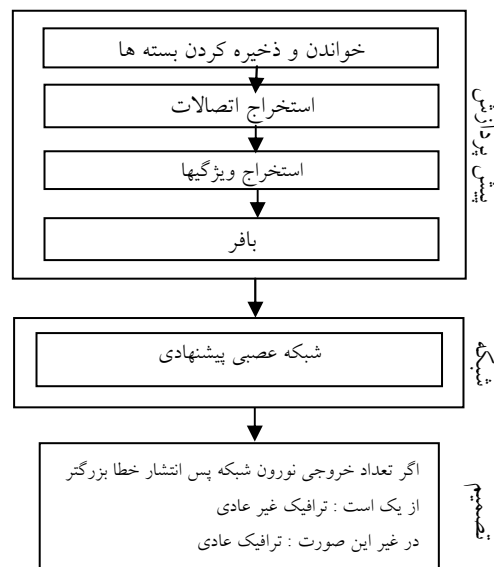 خواندن و ذخیره کردن بسته ها
استخراج اتصالات
استخراج ویژگیها
بافر
پیش پردازش
شبکه عصبی پیشنهادی
شبکه
اگر تعداد خروجی نورون شبکه پس انتشار خطا بزرگتر
از یک است : ترافیک غیر عادی
در غیر این صورت : ترافیک عادی
تصمیم